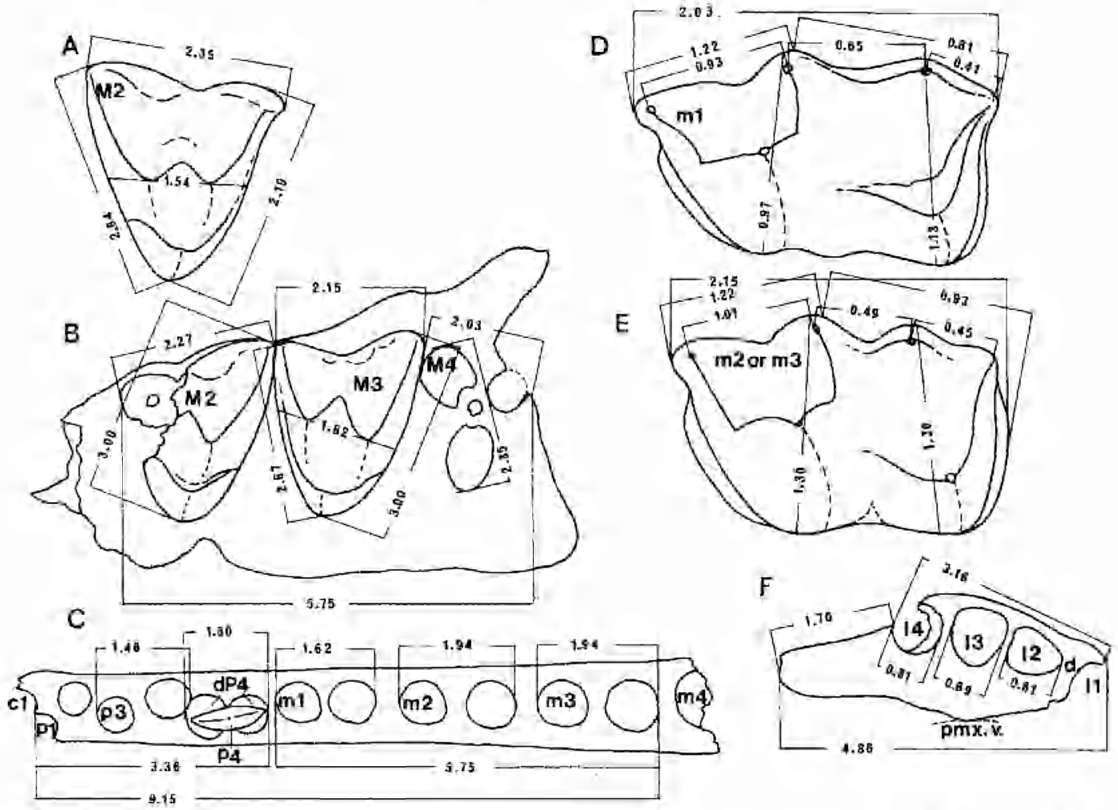 A
2.35
M2
1.54
2.84
2.10
B
2.15
2.27
2.03
M2
M3
M4
3.00
1.62
2.67
3.00
2.35
C
1.80
1.46
1.62
1.94
1.94
dP4
c1
P1
p3
m1
m2
m3
m4
P4
3.36
5.75
5.75
9.15
D
2.03
1.22
0.65
0.81
0.93
0.41
m1
0.97
1.13
E
2.15
0.93
1.22
1.01
0.49
0.45
m2 or m3
1.30
1.30
F
3.16
1.70
I4
I3
I2
d
I1
0.81
0.89
0.81
pmx. v.
4.86